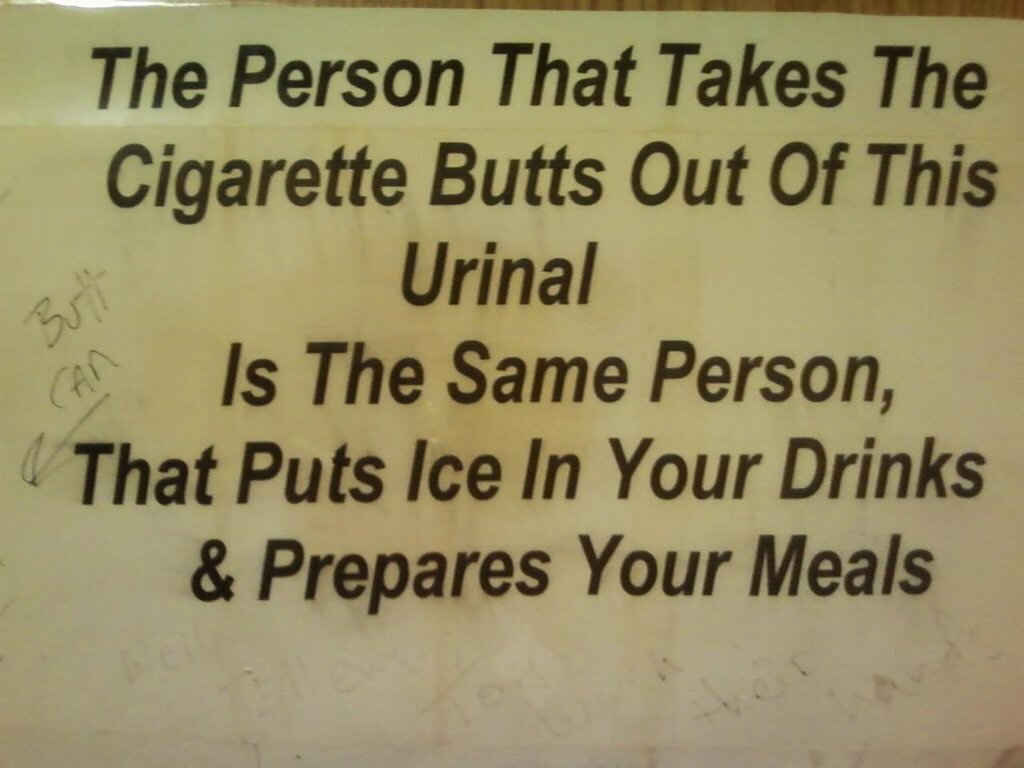 The Person That Takes The
Cigarette Butts Out Of This
Urinal
Is The Same Person,
That Puts Ice In Your Drinks
& Prepares Your Meals
Butt
CAN